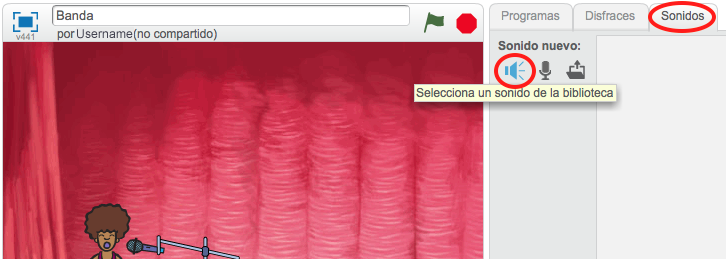 Banda
v441
por Username(no compartido)
Programas
Disfraces
Sonidos
Sonido nuevo:
Selecciona un sonido de la biblioteca